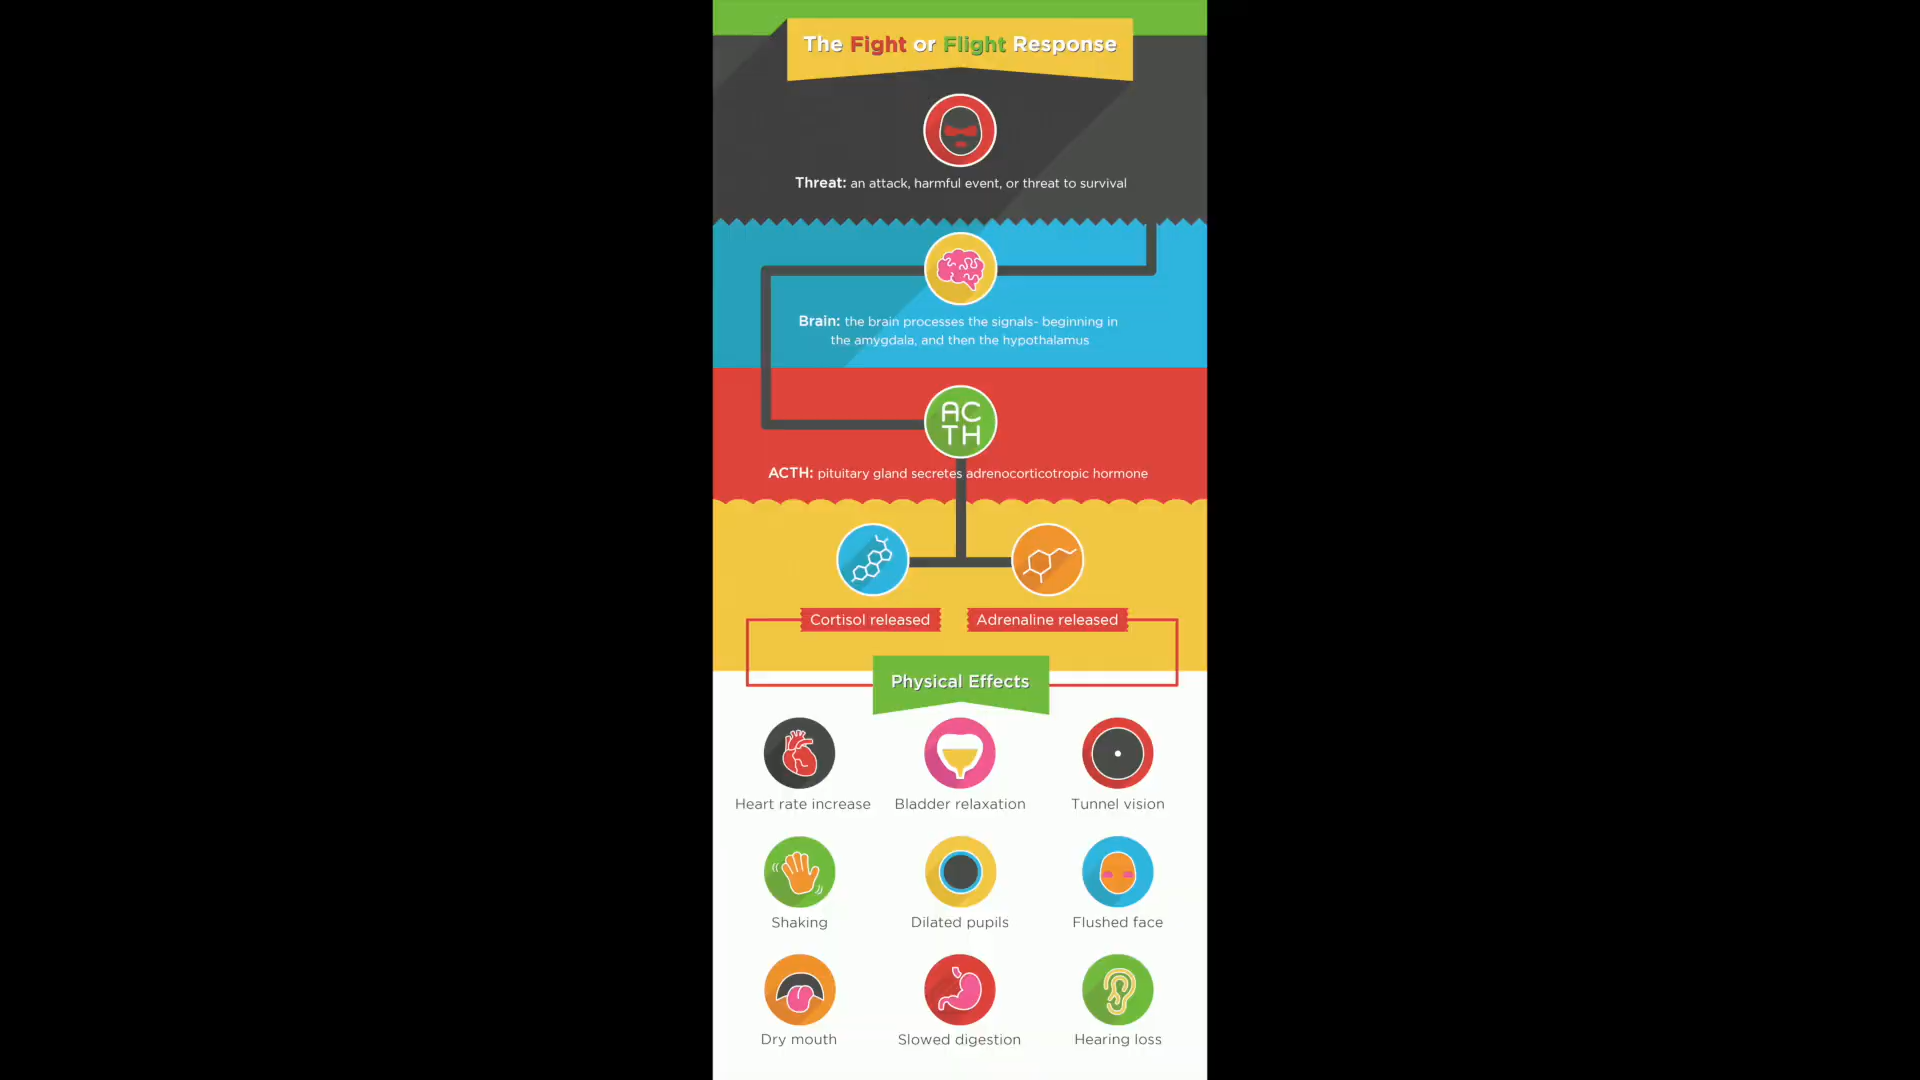 The Fight or Flight Response
Threat: an attack, harmful event, or threat to survival
Brain: the brain processes the signals- beginning in
the amygdala, and then the hypothalamus
AC
TH
ACTH: pituitary gland secretes adrenocorticotropic hormone
Cortisol released
Adrenaline released
Physical Effects
Heart rate increase
Bladder relaxation
Tunnel vision
Shaking
Dilated pupils
Flushed face
Dry mouth
Slowed digestion
Hearing loss